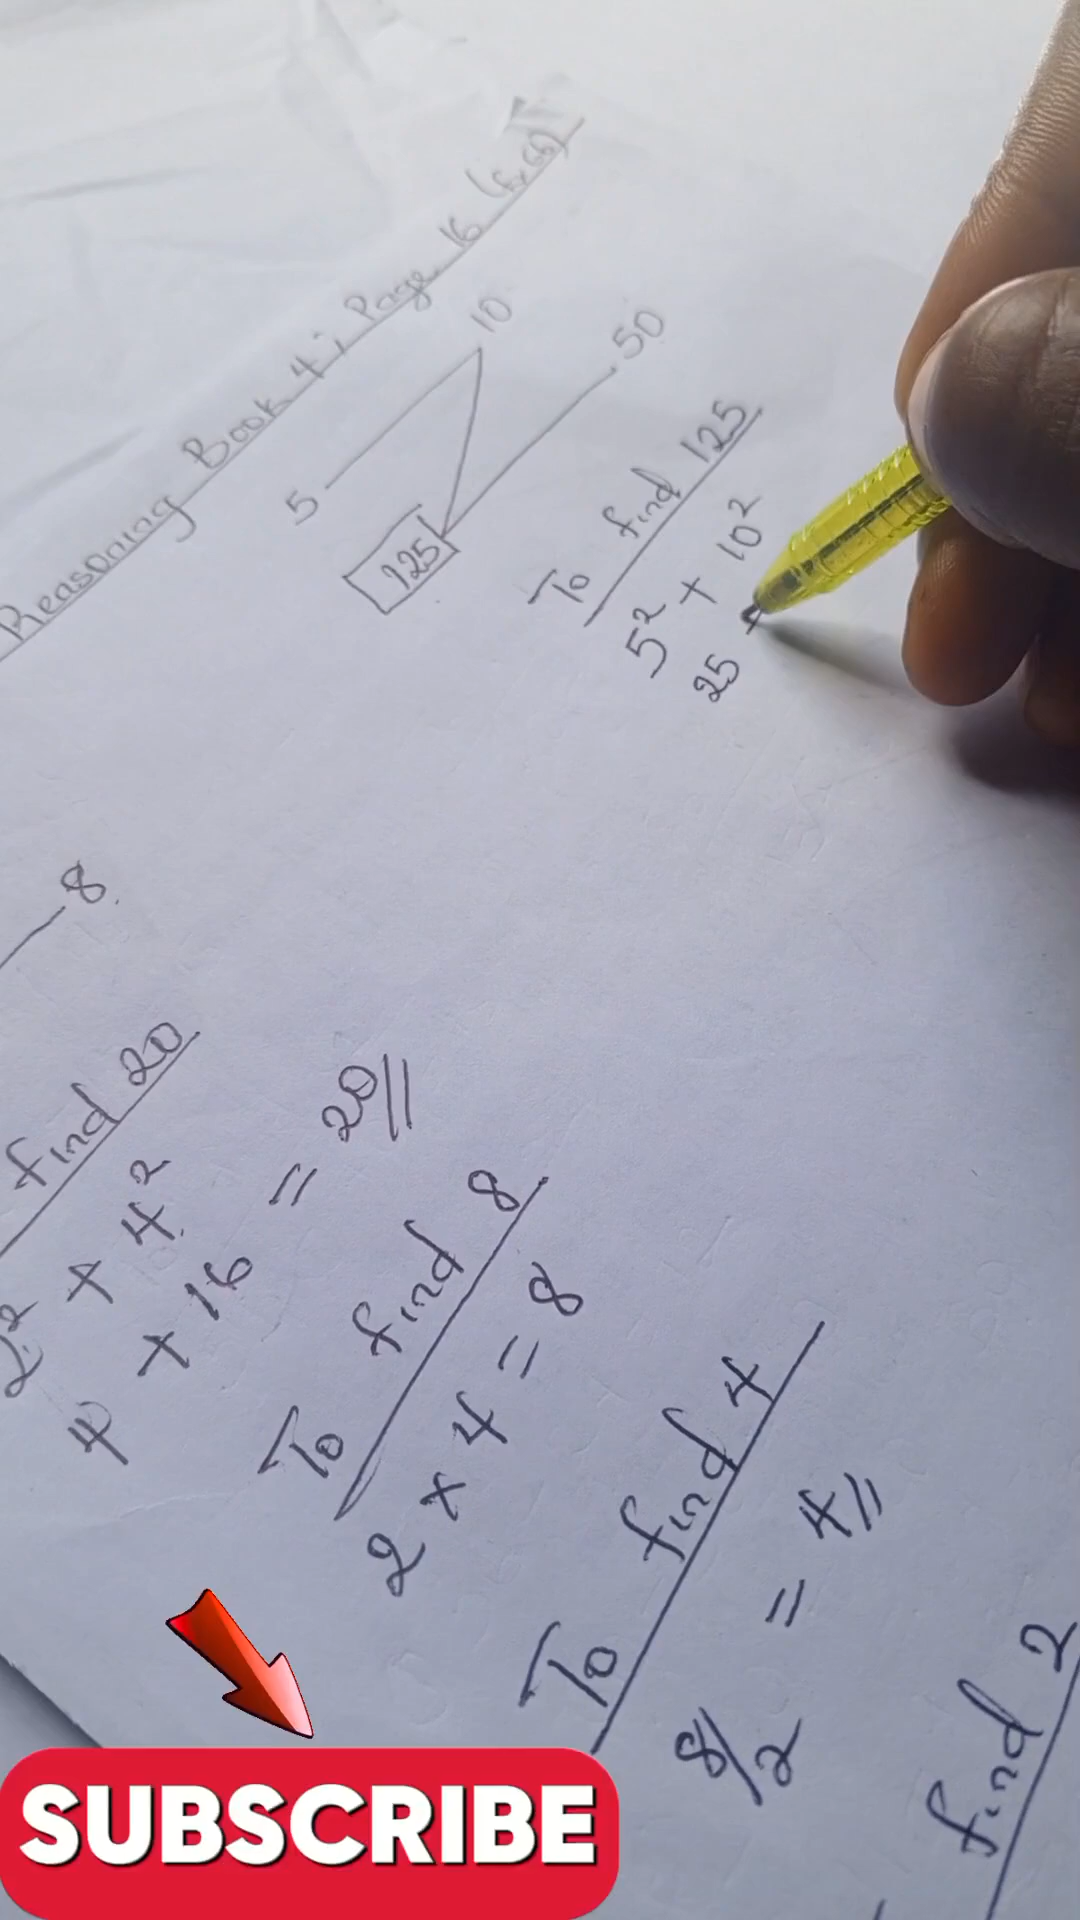 Reasoning Book 4; Page 16
5
10
125
50
To find 125
5² + 10²
25 +
8
find 20
2² + 4²
4 + 16 = 20
To find 8
2 × 4 = 8
To find 4
8/2 = 4
find 2
SUBSCRIBE